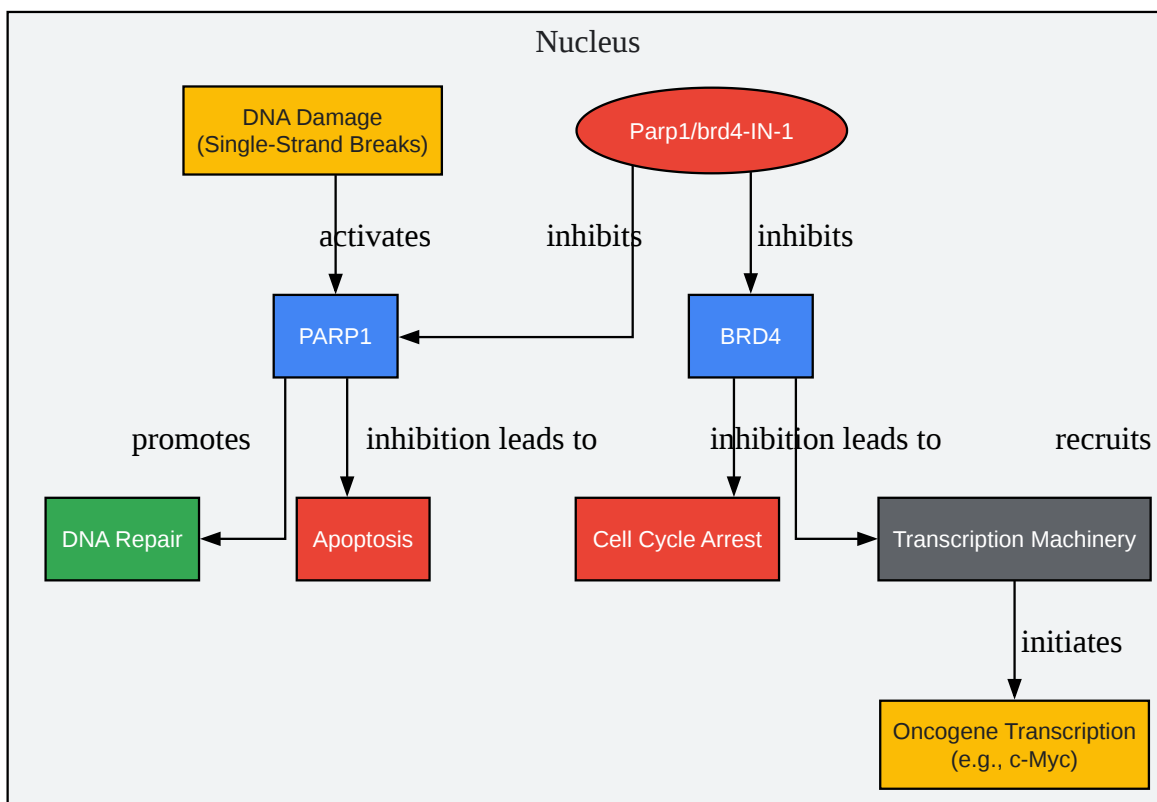 Nucleus
DNA Damage
(Single-Strand Breaks)
Parp1/brd4-IN-1
activates
inhibits
inhibits
PARP1
BRD4
promotes
inhibition leads to
inhibition leads to
recruits
DNA Repair
Apoptosis
Cell Cycle Arrest
Transcription Machinery
initiates
Oncogene Transcription
(e.g., c-Myc)